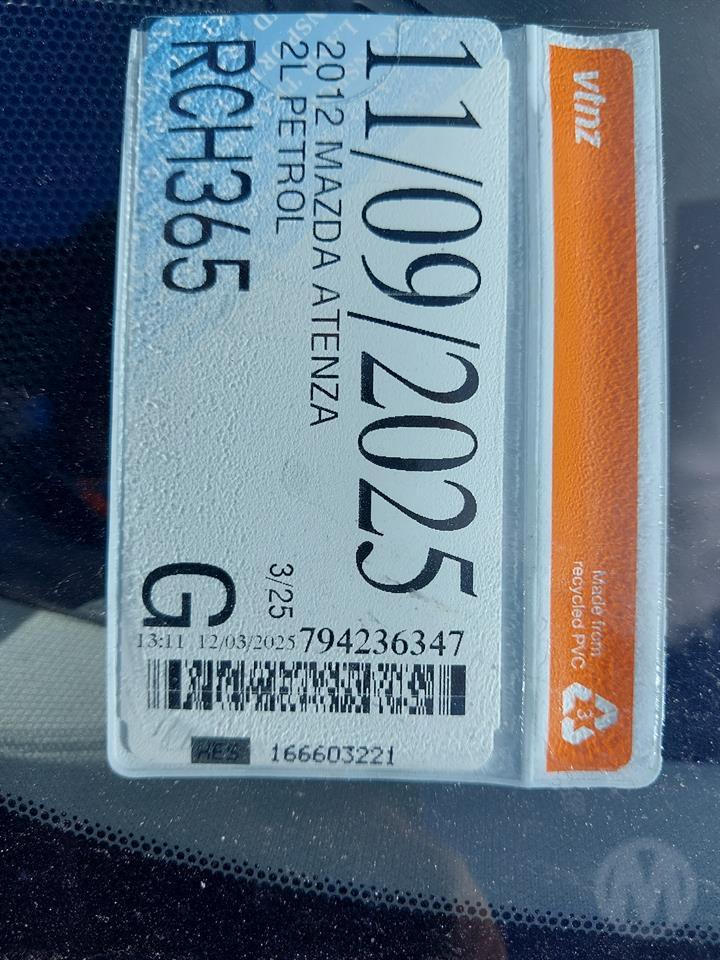 vtnz
Made from
recycled PVC
3
11/09/2025
2012 MAZDA ATENZA
2L PETROL
RCH365
3/25
G
13:11 12/03/2025 794236347
166603221
M